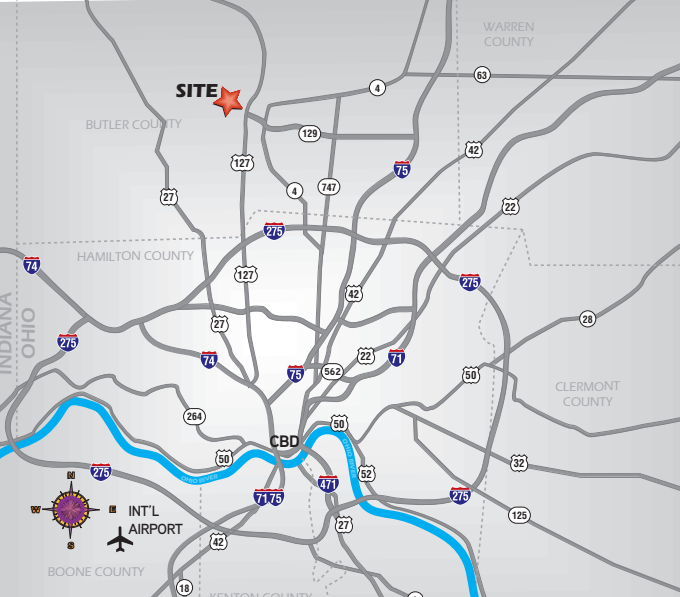 WARREN
COUNTY
63
4
SITE
BUTLER COUNTY
129
42
127
75
747
4
27
22
275
HAMILTON COUNTY
74
127
275
42
INDIANA
OHIO
28
27
275
22
71
74
75
562
50
CLERMONT
COUNTY
264
50
CBD
OHIO RIVER
50
32
52
275
N
OHIO RIVER
471
71
75
275
W
E
INT'L
AIRPORT
125
27
S
42
BOONE COUNTY
18
KENTON COUNTY